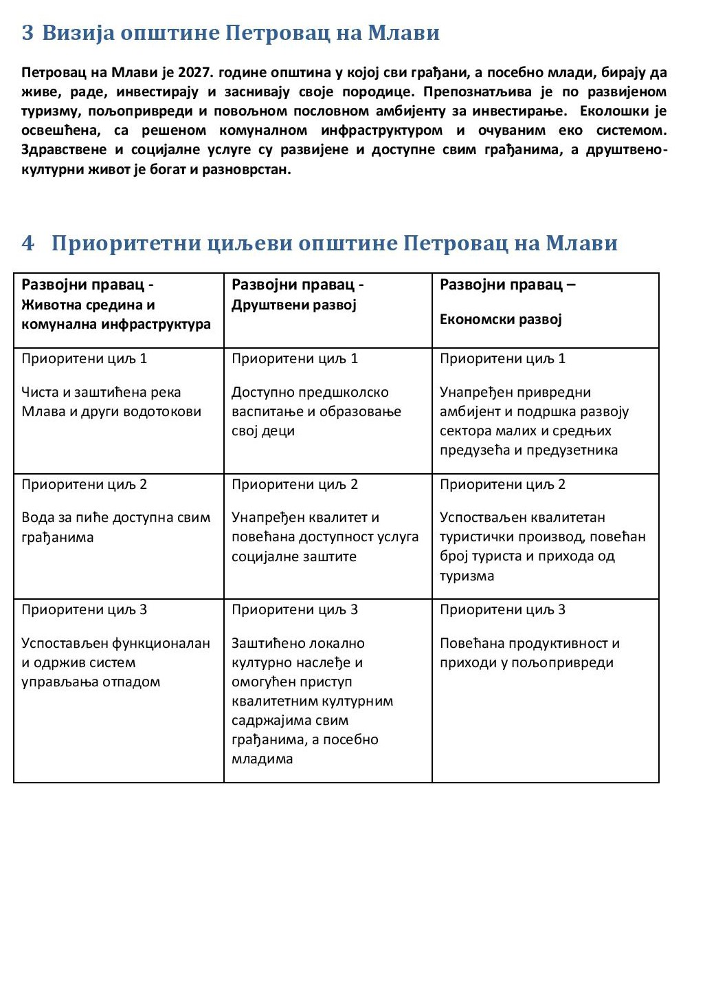 3 Визија општине Петровац на Млави
Петровац на Млави је 2027. године општина у којој сви грађани, а посебно млади, бирају да
живе, раде, инвестирају и заснивају своје породице. Препознатљива је по развијеном
туризму, пољопривреди и повољном пословном амбијенту за инвестирање. Еколошки је
освешћена, са решеном комуналном инфраструктуром и очуваним еко системом.
Здравствене и социјалне услуге су развијене и доступне свим грађанима, а друштвено-
културни живот је богат и разноврстан.
4 Приоритетни циљеви општине Петровац на Млави
Развојни правац -
Животна средина и
комунална инфраструктура
Развојни правац -
Друштвени развој
Развојни правац –
Економски развој
Приоритени циљ 1
Чиста и заштићена река
Млава и други водотокови
Приоритени циљ 1
Доступно предшколско
васпитање и образовање
свој деци
Приоритени циљ 1
Унапређен привредни
амбијент и подршка развоју
сектора малих и средњих
предузећа и предузетника
Приоритени циљ 2
Вода за пиће доступна свим
грађанима
Приоритени циљ 2
Унапређен квалитет и
повећана доступност услуга
социјалне заштите
Приоритени циљ 2
Успостваљен квалитетан
туристички производ, повећан
број туриста и прихода од
туризма
Приоритени циљ 3
Успостављен функционалан
и одржив систем
управљања отпадом
Приоритени циљ 3
Заштићено локално
културно наслеђе и
омогућен приступ
квалитетним културним
садржајима свим
грађанима, а посебно
младима
Приоритени циљ 3
Повећана продуктивност и
приходи у пољопривреди